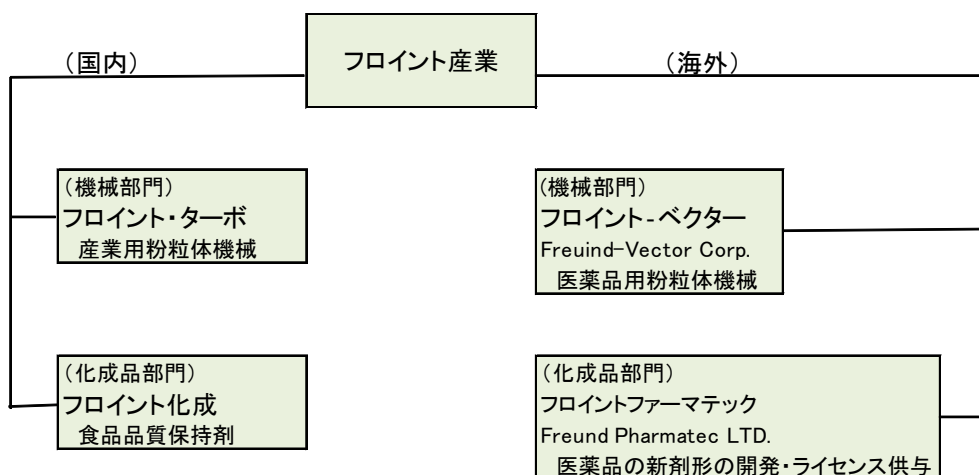 フロイント産業
（国内）
（海外）
（機械部門）
フロイント・ターボ
産業用粉粒体機械
（機械部門）
フロイント-ベクター
Freuind-Vector Corp.
医薬品用粉粒体機械
（化成品部門）
フロイント化成
食品品質保持剤
（化成品部門）
フロイントファーマテック
Freund Pharmatec LTD.
医薬品の新剤形の開発・ライセンス供与